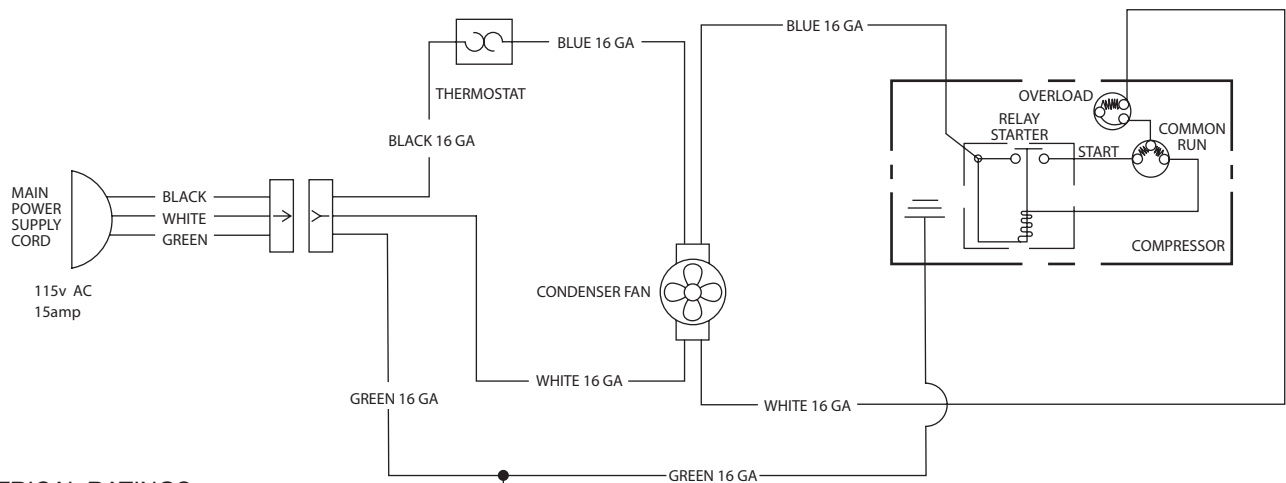 BLUE 16 GA
BLUE 16 GA
THERMOSTAT
BLACK 16 GA
OVERLOAD
RELAY
STARTER
COMMON
RUN
START
COMPRESSOR
MAIN
POWER
SUPPLY
CORD
BLACK
WHITE
GREEN
115v AC
15amp
CONDENSER FAN
WHITE 16 GA
GREEN 16 GA
WHITE 16 GA
GREEN 16 GA
RATINGS